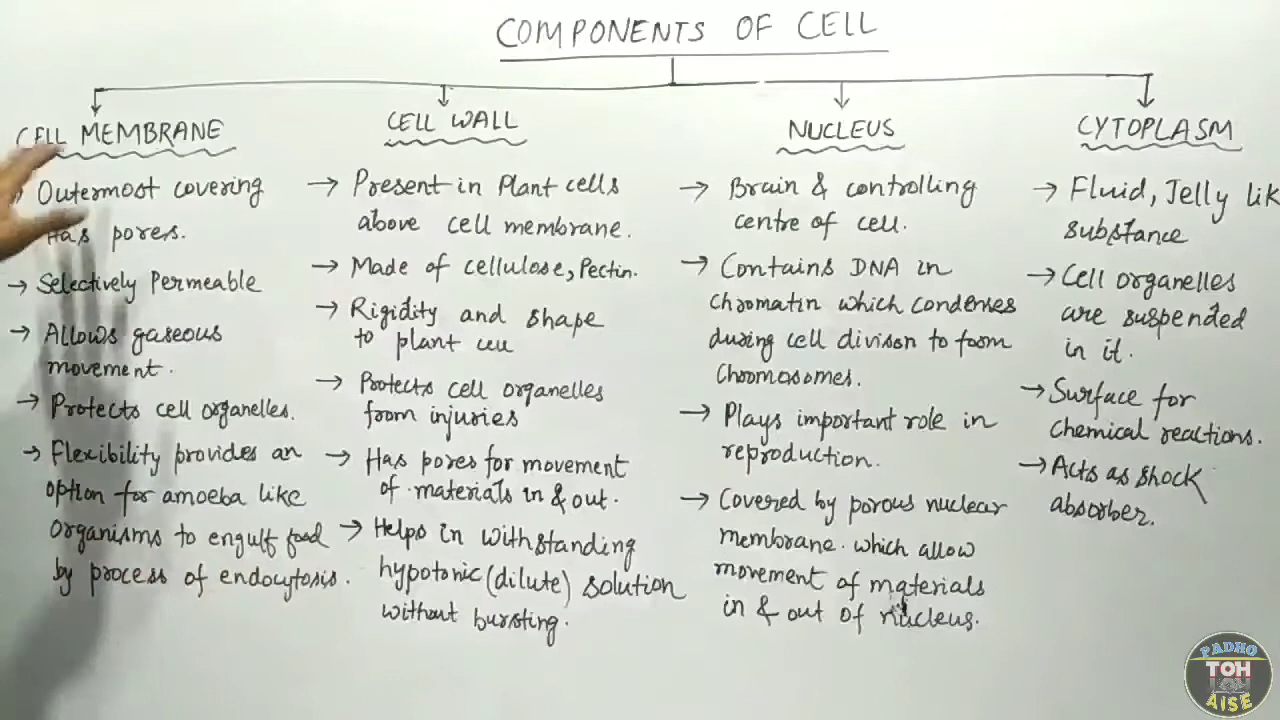 COMPONENTS OF CELL
CELL MEMBRANE
Outermost covering
Has pores.
→ Selectively Permeable
→ Allows gaseous
movement.
→ Protects cell organelles.
→ Flexibility provides an
option for amoeba like
organisms to engulf food
by process of endocytosis.
CELL WALL
→ Present in Plant cells
above cell membrane.
→ Made of cellulose, Pectin.
→ Rigidity and shape
to plant cell
→ Protects cell organelles
from injuries
→ Has pores for movement
of materials in & out.
→ Helps in withstanding
hypotonic (dilute) solution
without bursting.
NUCLEUS
→ Brain & controlling
centre of cell.
→ Contains DNA in
chromatin which condenses
during cell divison to form
chromosomes.
→ Plays important role in
reproduction.
→ Covered by porous nuclear
membrane. which allow
movement of materials
in & out of nucleus.
CYTOPLASM
→ Fluid, Jelly lik
substance
→ Cell organelles
are suspended
in it.
→ Surface for
chemical reactions.
→ Acts as shock
absorber.
PADHO
TOH
AISE